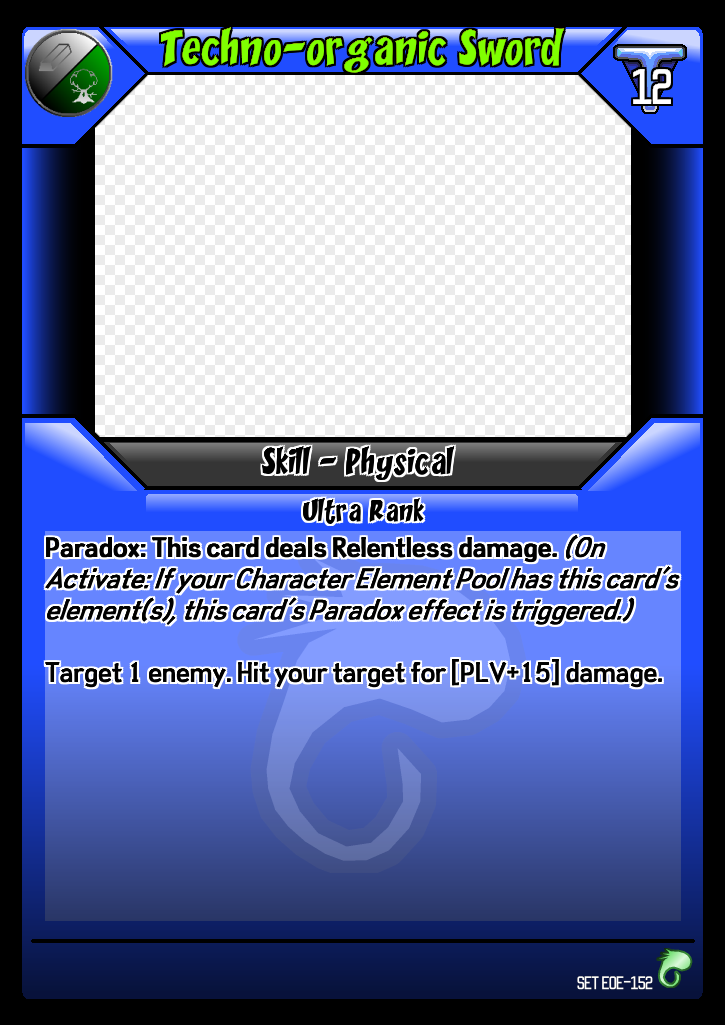 Techno-organic Sword
12
Skill - Physical
Ultra Rank
Paradox: This card deals Relentless damage. (On
Activate: If your Character Element Pool has this card's
element(s), this card's Paradox effect is triggered.)
Target 1 enemy. Hit your target for [PLV+15] damage.
SET EOE-152